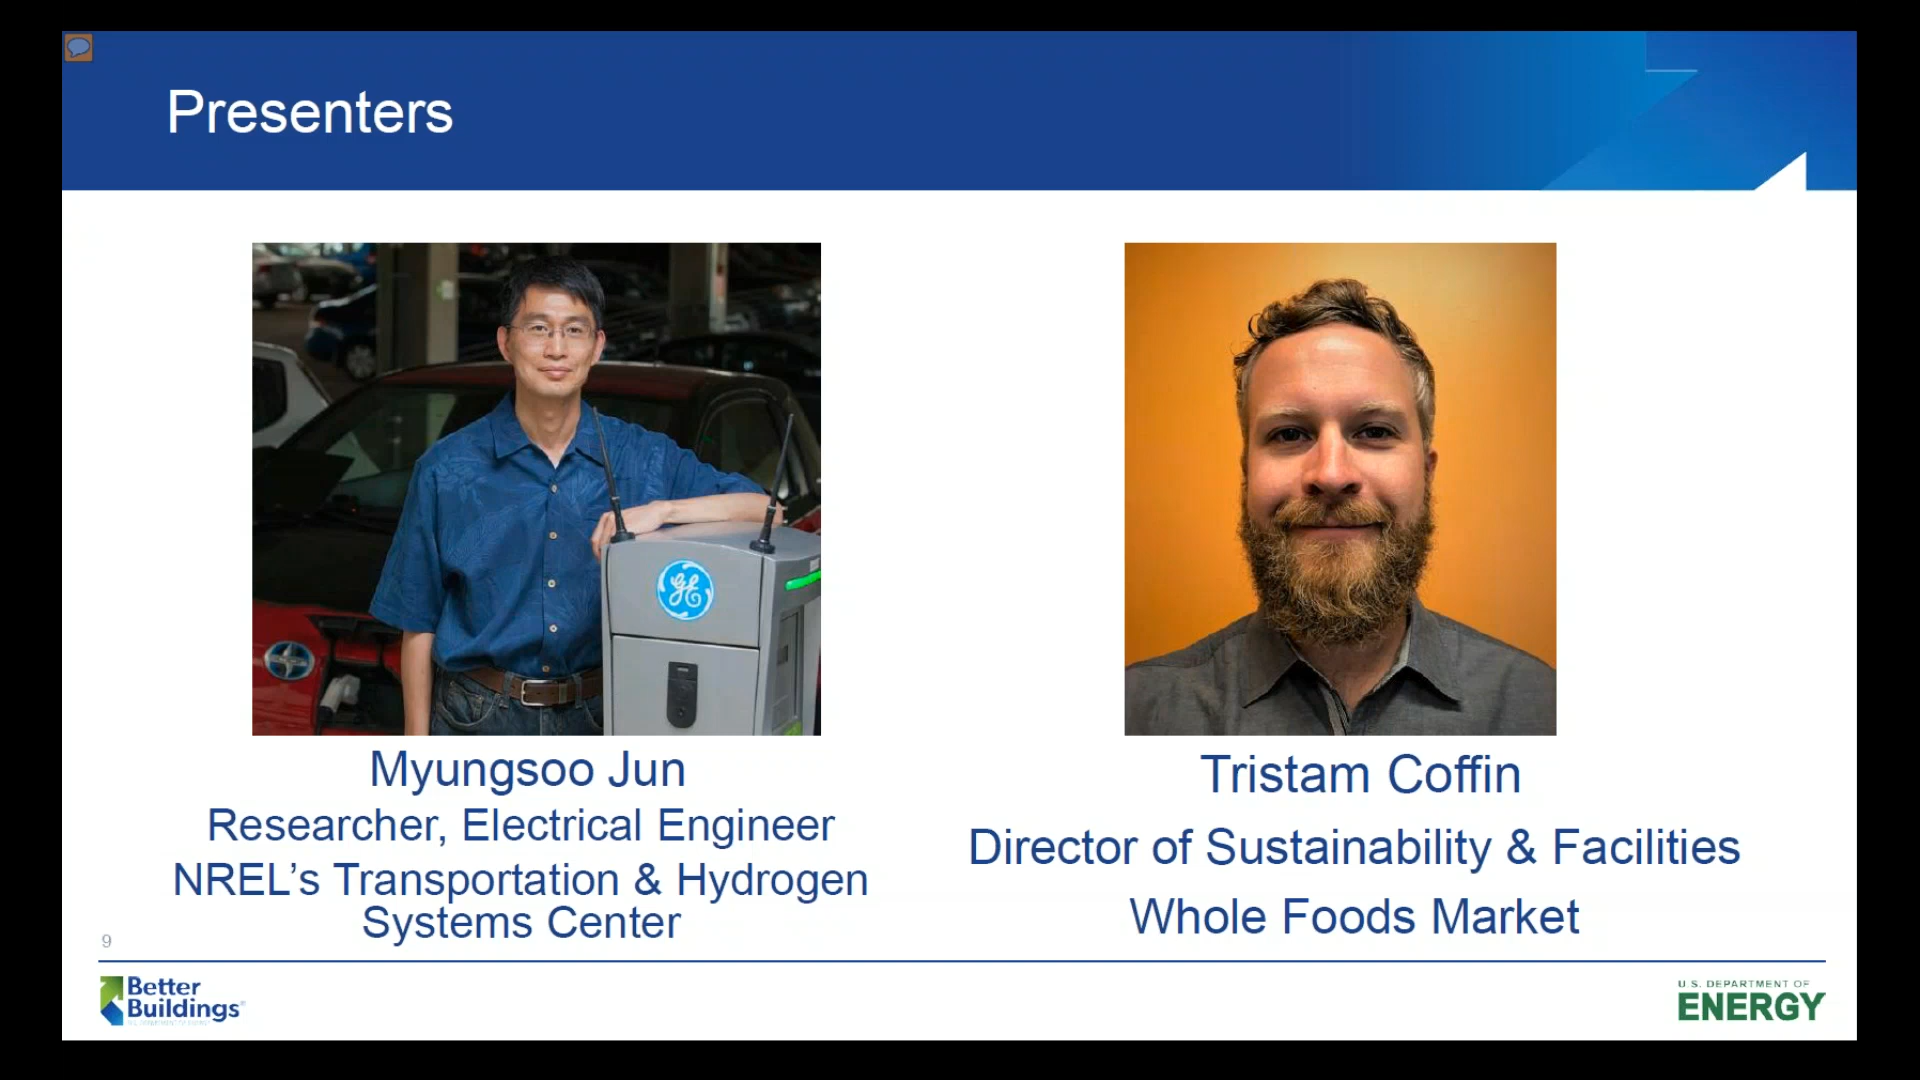 Presenters
GE
Myungsoo Jun
Researcher, Electrical Engineer
NREL’s Transportation & Hydrogen
Systems Center
Tristam Coffin
Director of Sustainability & Facilities
Whole Foods Market
9
Better
Buildings®
U.S. DEPARTMENT OF
ENERGY